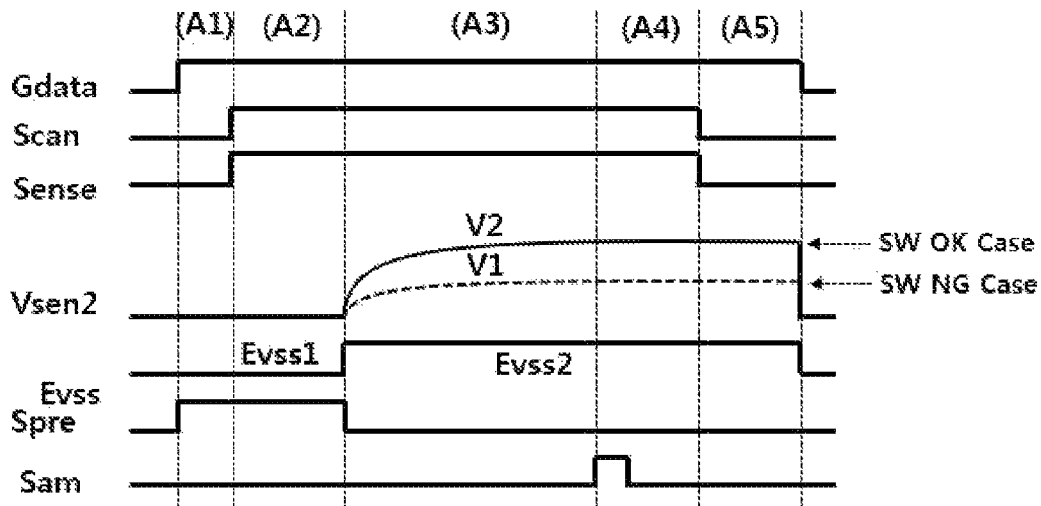 (A1) (A2) (A3) (A4) (A5)
Gdata
Scan
Sense
V2
SW OK Case
V1
SW NG Case
Vsen2
Evss1
Evss2
Evss
Spre
Sam